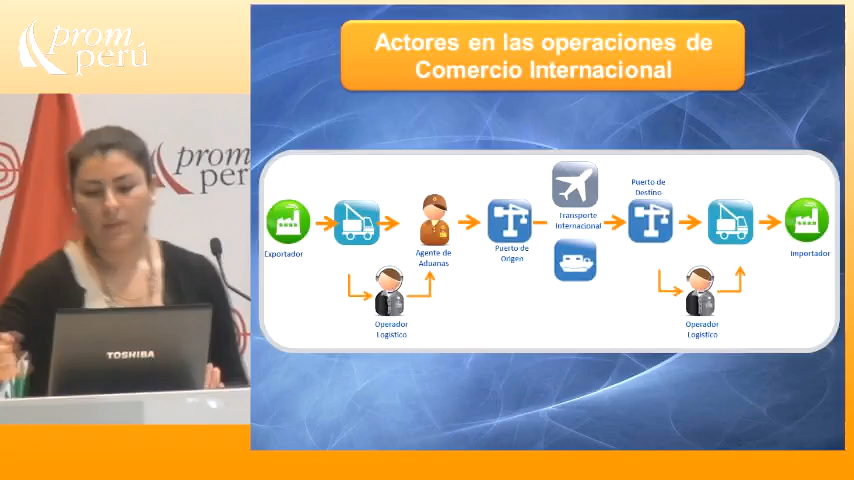 prom
perú
Actores en las operaciones de
Comercio Internacional
prom
per
TOSHIBA
Exportador
Agente de
Aduanas
Operador
Logístico
Puerto de
Origen
Transporte
Internacional
Puerto de
Destino
Operador
Logístico
Importador